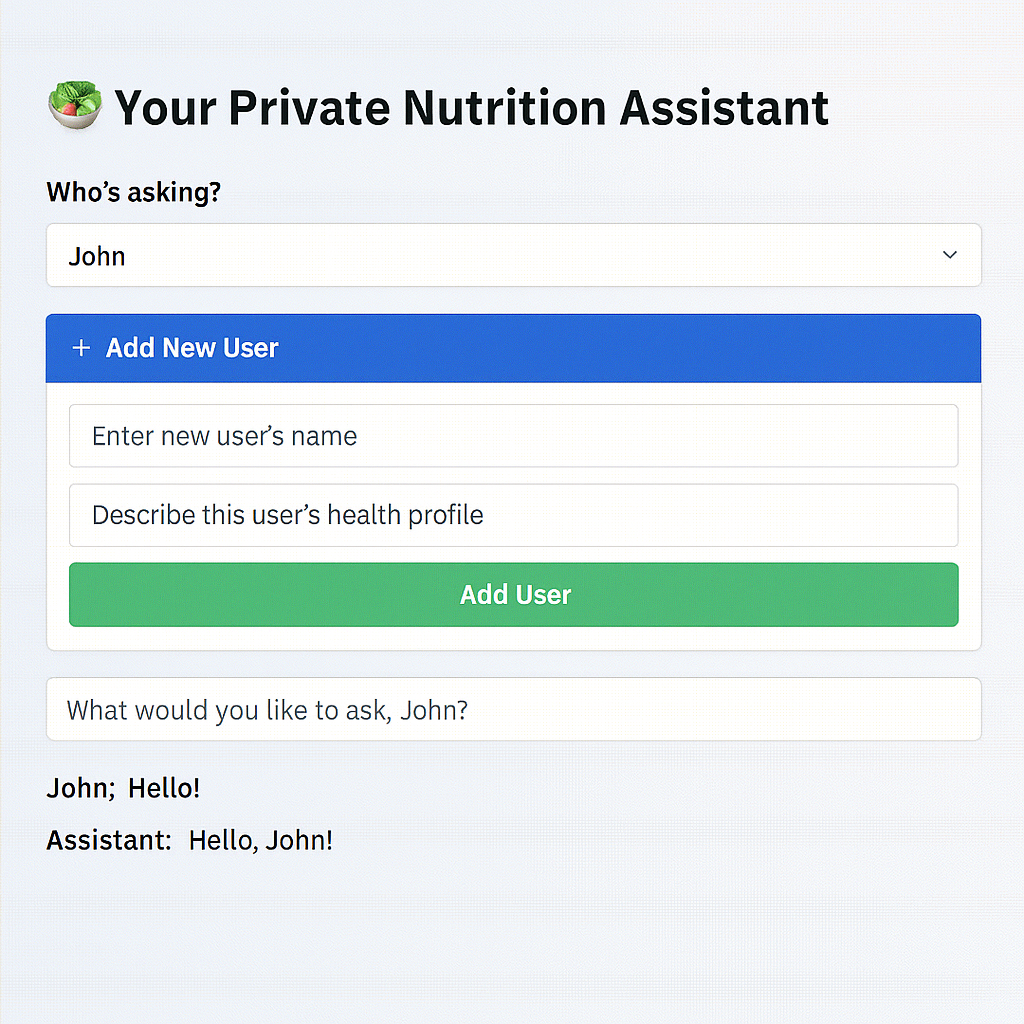 Your Private Nutrition Assistant
Who’s asking?
John
+ Add New User
Enter new user’s name
Describe this user’s health profile
Add User
What would you like to ask, John?
John; Hello!
Assistant: Hello, John!